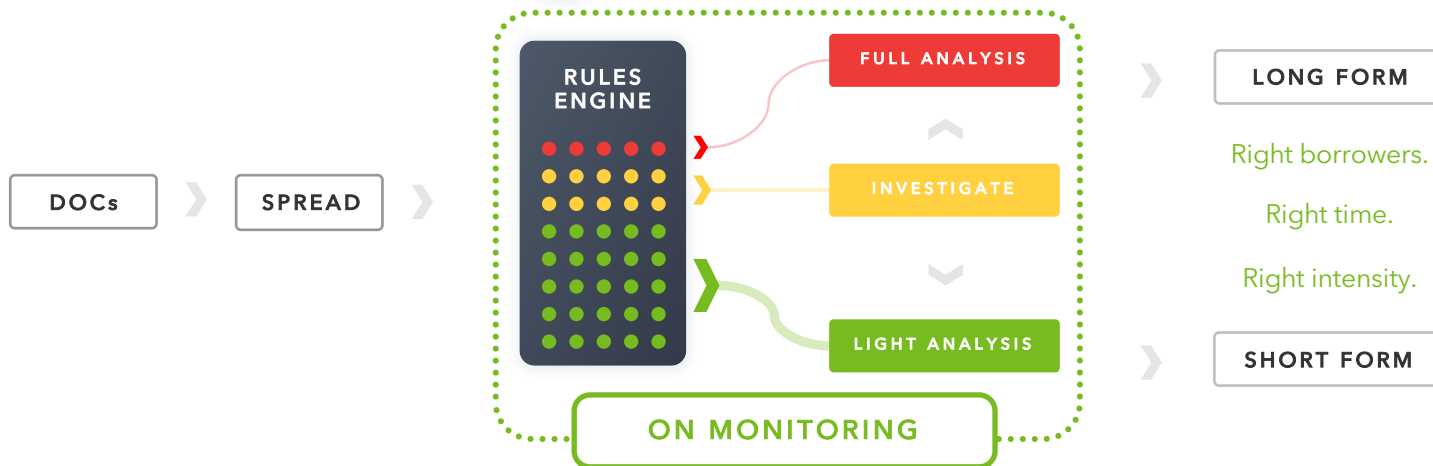 DOCs
SPREAD
RULES
ENGINE
FULL ANALYSIS
INVESTIGATE
LIGHT ANALYSIS
ON MONITORING
LONG FORM
Right borrowers.
Right time.
Right intensity.
SHORT FORM